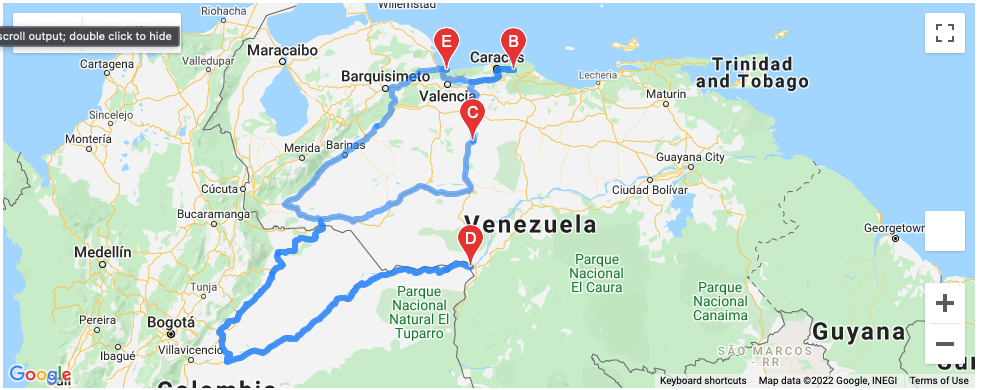 Willemstad
Riohacha
scroll output; double click to hide
Maracaibo
E
B
Caracas
Trinidad
and Tobago
Cartagena
Valledupar
Barquisimeto
Valencia
Lecheria
Maturin
C
Sincelejo
Montería
Merida
Barinas
Guayana City
Cúcuta
Ciudad Bolívar
Bucaramanga
Venezuela
Georgetown
D
Medellín
Parque
Nacional
El Caura
Tunja
Parque
Nacional
Natural El
Tuparro
Parque
Nacional
Canaima
Pereira
Bogotá
Guyana
Ibagué
Villavicencio
SÃO MARCOS
RR
Google
Colombia
Keyboard shortcuts
Map data ©2022 Google, INEGI
Terms of Use